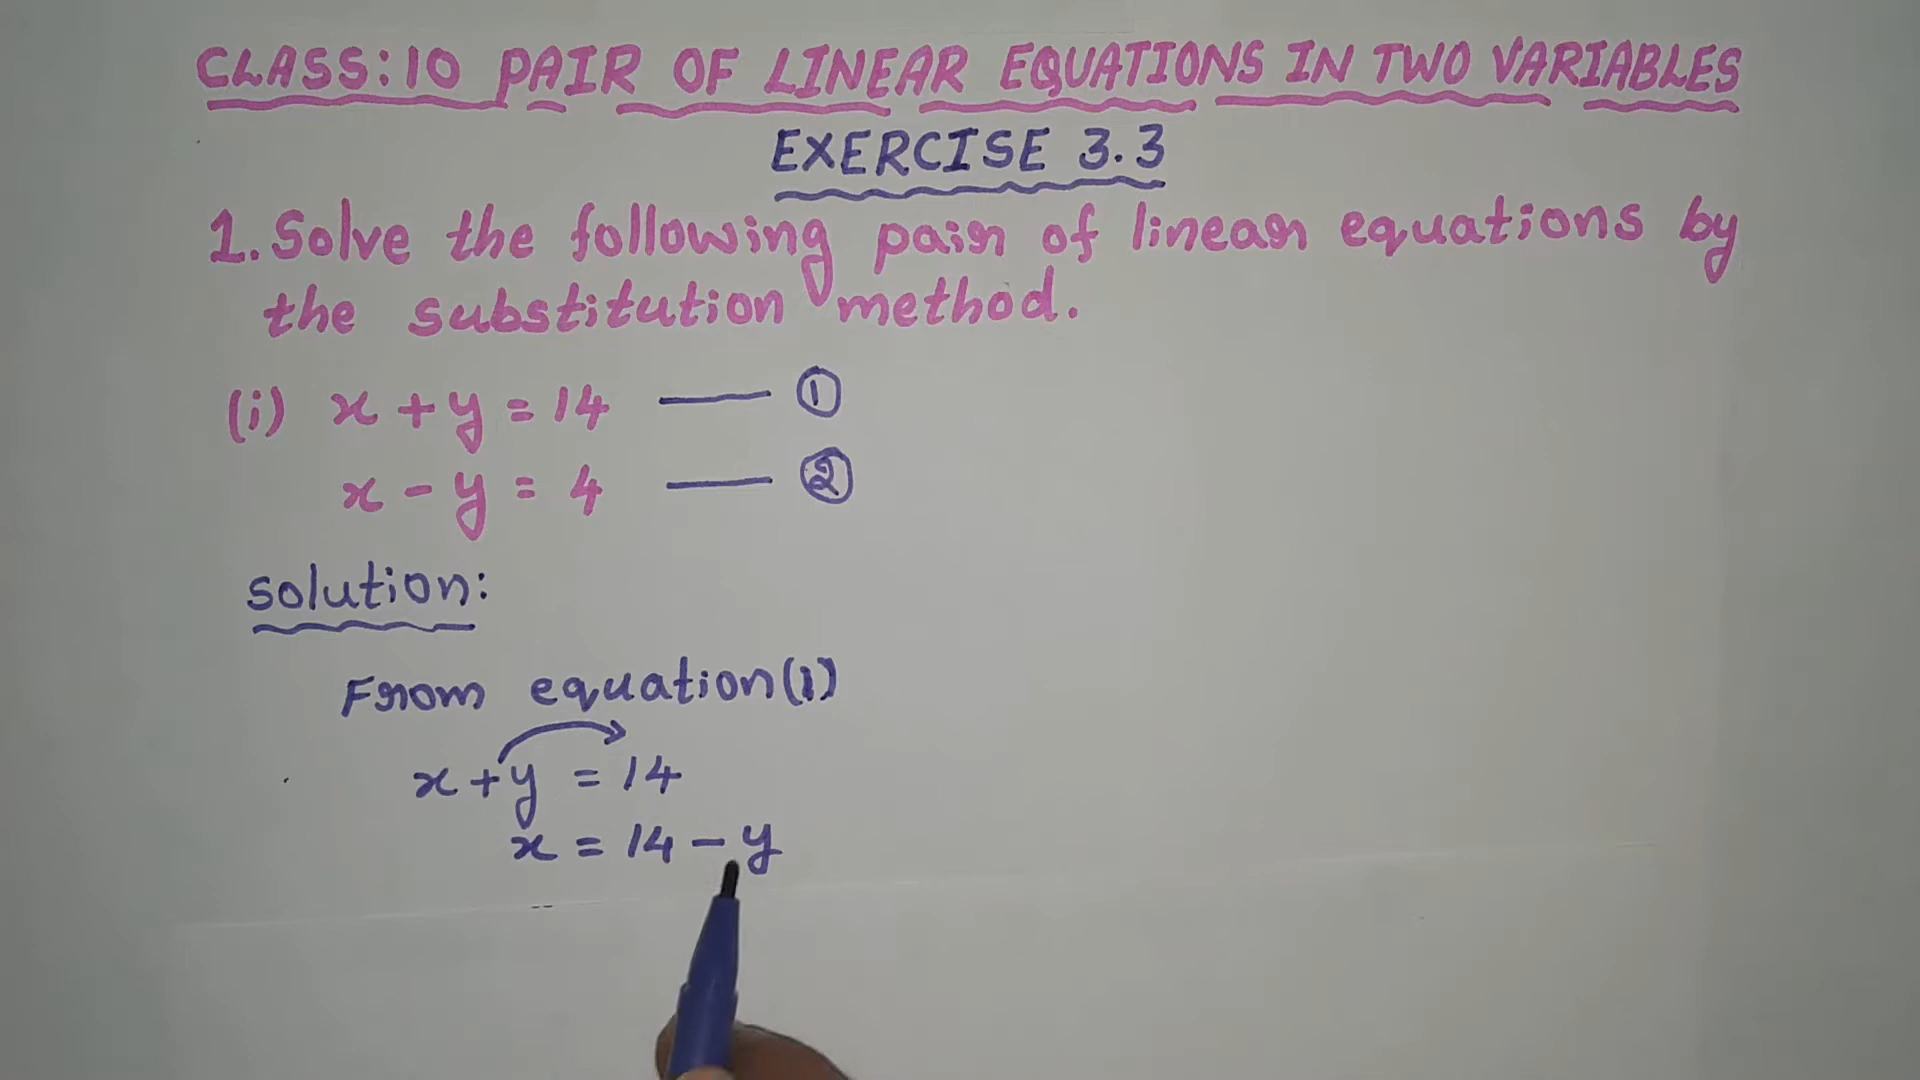 CLASS:10 PAIR OF LINEAR EQUATIONS IN TWO VARIABLES
EXERCISE 3.3
1. Solve the following pair of linear equations by
the substitution method.
(i) x + y = 14 —— ①
x - y = 4 —— ②
solution:
From equation(1)
x + y = 14
x = 14 - y